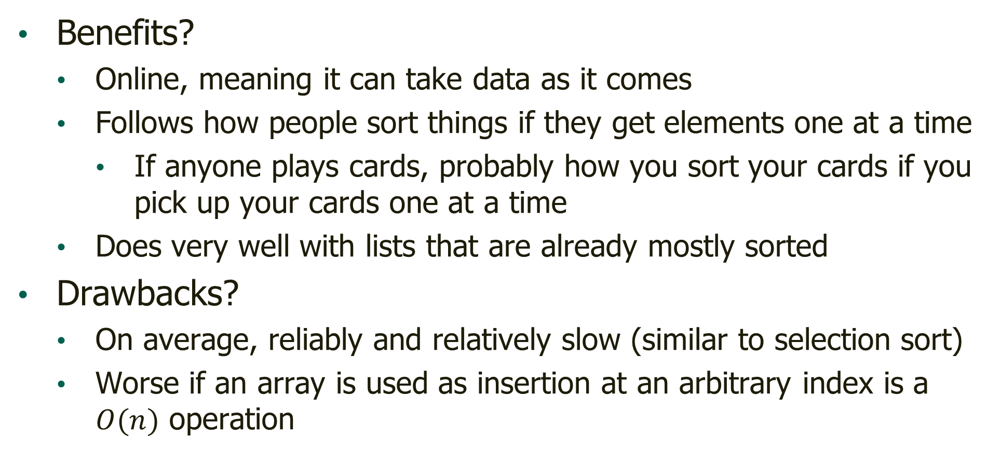 • Benefits?
• Online, meaning it can take data as it comes
• Follows how people sort things if they get elements one at a time
• If anyone plays cards, probably how you sort your cards if you
pick up your cards one at a time
• Does very well with lists that are already mostly sorted
• Drawbacks?
• On average, reliably and relatively slow (similar to selection sort)
• Worse if an array is used as insertion at an arbitrary index is a
𝑂(𝑛) operation